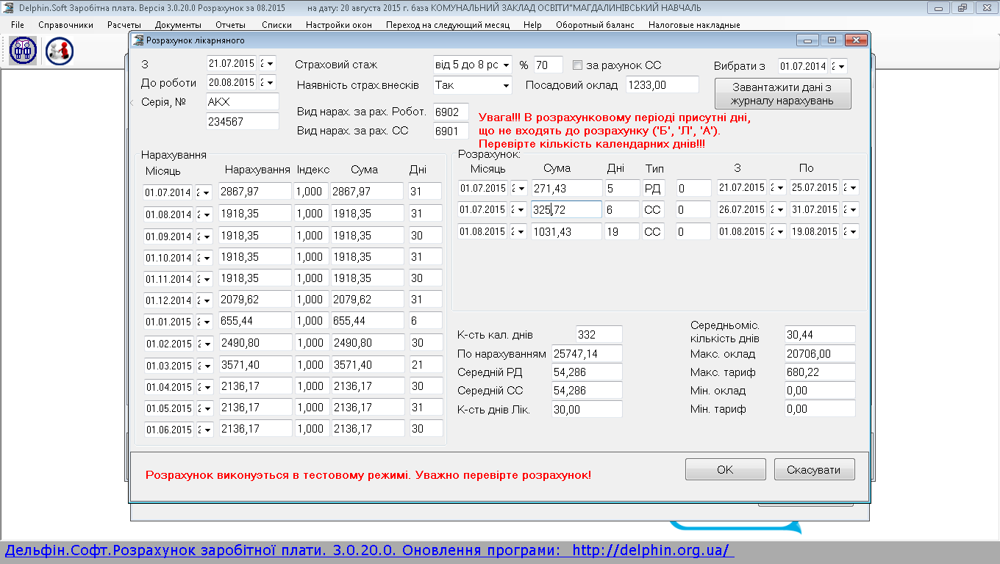 Delphin.Soft Заробітна плата. Версія 3.0.20.0 Розрахунок за 08.2015 на дату: 20 августа 2015 г. база КОМУНАЛЬНИЙ ЗАКЛАД ОСВІТИ"МАГДАЛИНІВСЬКИЙ НАВЧАЛЬ
File Справочники Расчеты Документы Отчеты Списки Настройки окон Переход на следующий месяц Help Оборотный баланс Налоговые накладные
Розрахунок лікарняного
З 21.07.2015 Страховий стаж від 5 до 8 рс % 70 за рахунок СС Вибрати з 01.07.2014
До роботи 20.08.2015 Наявність страх.внесків Так Посадовий оклад 1233,00 Завантажити дані з
журналу нарахувань
Серія, № АКХ
234567
Вид нарах. за рах. Робот. 6902
Вид нарах. за рах. СС 6901
Увага!!! В розрахунковому періоді присутні дні,
що не входять до розрахунку ('Б', 'Л', 'А').
Перевірте кількість календарних днів!!!
Нарахування
Місяць Нарахування Індекс Сума Дні
01.07.2014 2867,97 1,000 2867,97 31
01.08.2014 1918,35 1,000 1918,35 31
01.09.2014 1918,35 1,000 1918,35 30
01.10.2014 1918,35 1,000 1918,35 31
01.11.2014 1918,35 1,000 1918,35 30
01.12.2014 2079,62 1,000 2079,62 31
01.01.2015 655,44 1,000 655,44 6
01.02.2015 2490,80 1,000 2490,80 30
01.03.2015 3571,40 1,000 3571,40 21
01.04.2015 2136,17 1,000 2136,17 30
01.05.2015 2136,17 1,000 2136,17 31
01.06.2015 2136,17 1,000 2136,17 30
Розрахунок:
Місяць Сума Дні Тип З По
01.07.2015 271,43 5 РД 0 21.07.2015 25.07.2015
01.07.2015 325,72 6 СС 0 26.07.2015 31.07.2015
01.08.2015 1031,43 19 СС 0 01.08.2015 19.08.2015
К-сть кал. днів 332
По нарахуванням 25747,14
Середній РД 54,286
Середній СС 54,286
К-сть днів Лік. 30,00
Середньоміс.
кількість днів 30,44
Макс. оклад 20706,00
Макс. тариф 680,22
Мін. оклад 0,00
Мін. тариф 0,00
Розрахунок виконуэться в тестовому режимі. Уважно перевірте розрахунок!
ОК Скасувати
Дельфін.Софт.Розрахунок заробітної плати. 3.0.20.0. Оновлення програми: http://delphin.org.ua/